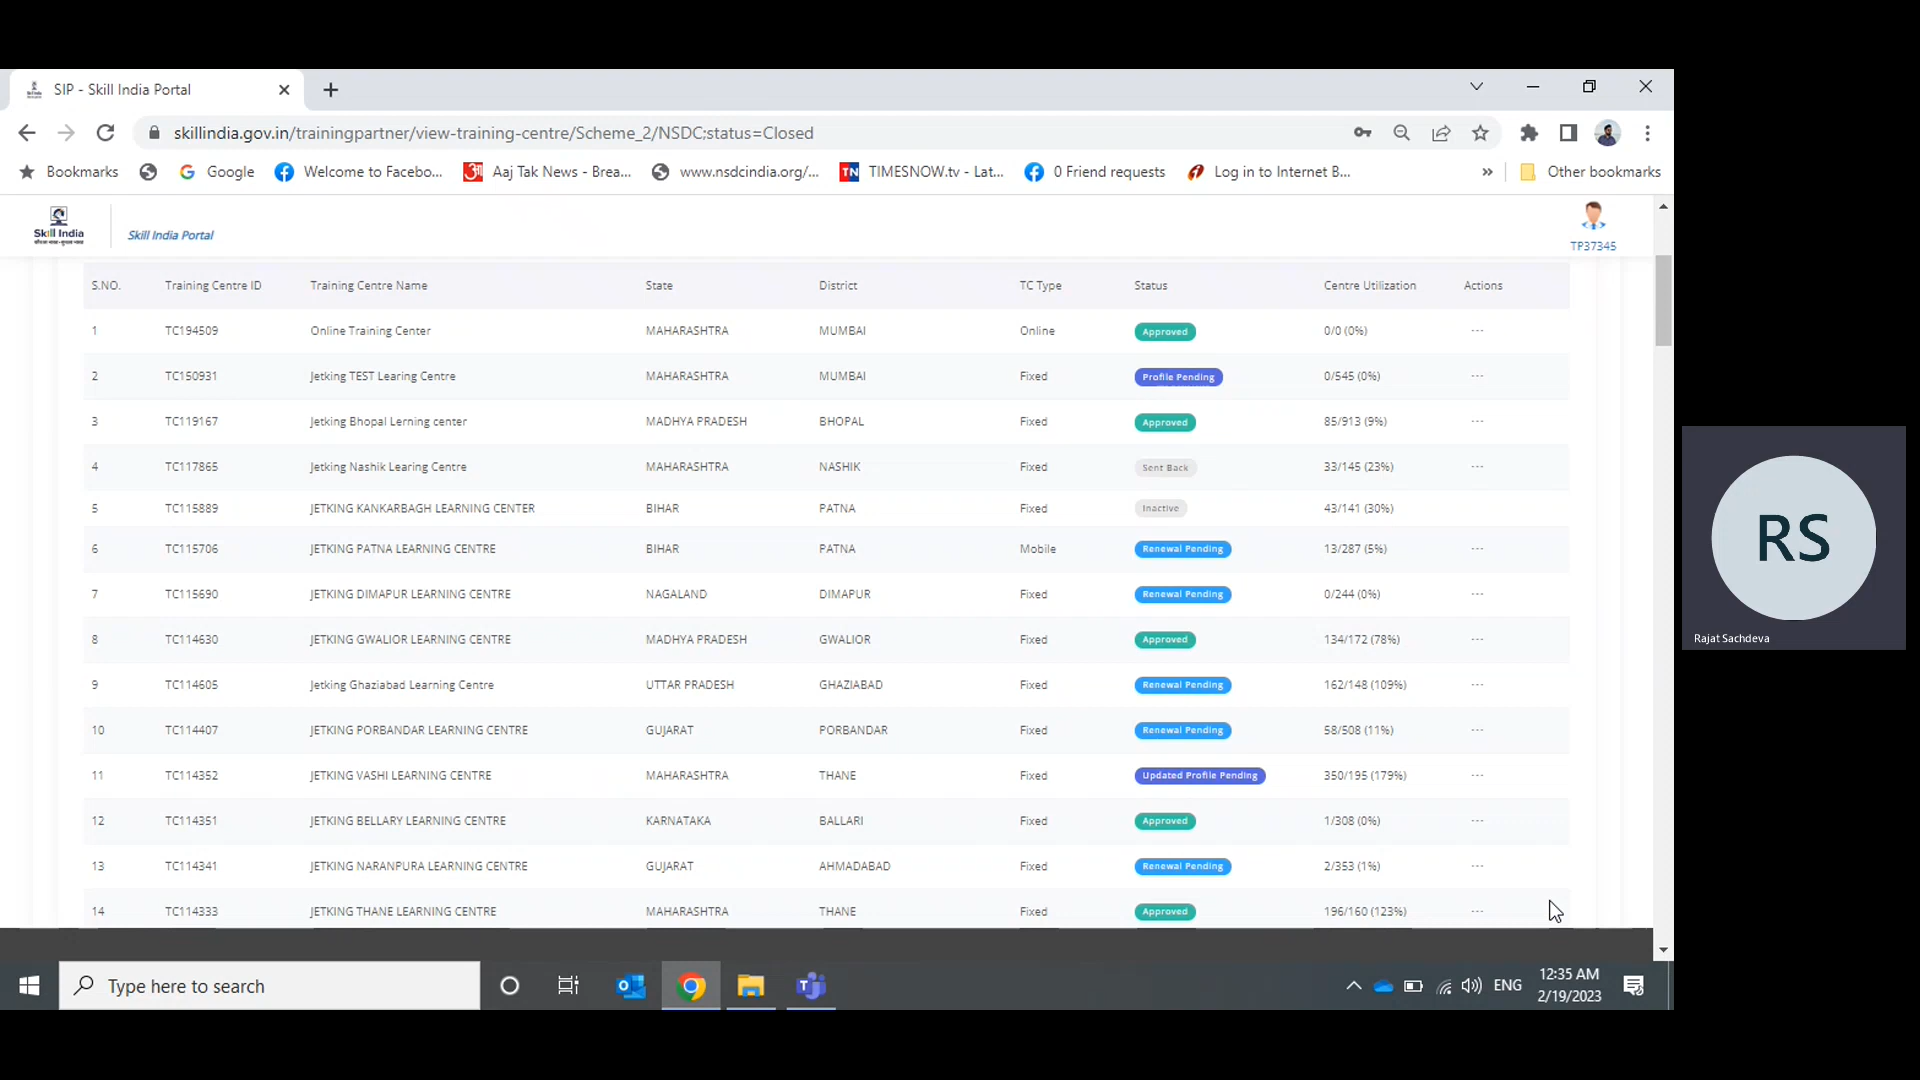 SIP - Skill India Portal
skillindia.gov.in/trainingpartner/view-training-centre/Scheme_2/NSDC;status=Closed
Bookmarks Google Welcome to Facebo... Aaj Tak News - Brea... www.nsdcindia.org/... TN TIMESNOW.tv - Lat... 0 Friend requests Log in to Internet B... » Other bookmarks
Skill India
Skill India Portal
TP37345
S.NO. Training Centre ID Training Centre Name State District TC Type Status Centre Utilization Actions
1 TC194509 Online Training Center MAHARASHTRA MUMBAI Online Approved 0/0 (0%) ---
2 TC150931 Jetking TEST Learing Centre MAHARASHTRA MUMBAI Fixed Profile Pending 0/545 (0%) ---
3 TC119167 Jetking Bhopal Lerning center MADHYA PRADESH BHOPAL Fixed Approved 85/913 (9%) ---
4 TC117865 Jetking Nashik Learing Centre MAHARASHTRA NASHIK Fixed Sent Back 33/145 (23%) ---
5 TC115889 JETKING KANKARBAGH LEARNING CENTER BIHAR PATNA Fixed Inactive 43/141 (30%)
6 TC115706 JETKING PATNA LEARNING CENTRE BIHAR PATNA Mobile Renewal Pending 13/287 (5%) ---
7 TC115690 JETKING DIMAPUR LEARNING CENTRE NAGALAND DIMAPUR Fixed Renewal Pending 0/244 (0%) ---
8 TC114630 JETKING GWALIOR LEARNING CENTRE MADHYA PRADESH GWALIOR Fixed Approved 134/172 (78%) ---
9 TC114605 Jetking Ghaziabad Learning Centre UTTAR PRADESH GHAZIABAD Fixed Renewal Pending 162/148 (109%) ---
10 TC114407 JETKING PORBANDAR LEARNING CENTRE GUJARAT PORBANDAR Fixed Renewal Pending 58/508 (11%) ---
11 TC114352 JETKING VASHI LEARNING CENTRE MAHARASHTRA THANE Fixed Updated Profile Pending 350/195 (179%) ---
12 TC114351 JETKING BELLARY LEARNING CENTRE KARNATAKA BALLARI Fixed Approved 1/308 (0%) ---
13 TC114341 JETKING NARANPURA LEARNING CENTRE GUJARAT AHMADABAD Fixed Renewal Pending 2/353 (1%) ---
14 TC114333 JETKING THANE LEARNING CENTRE MAHARASHTRA THANE Fixed Approved 196/160 (123%) ---
RS
Rajat Sachdeva
Type here to search
ENG
12:35 AM
2/19/2023